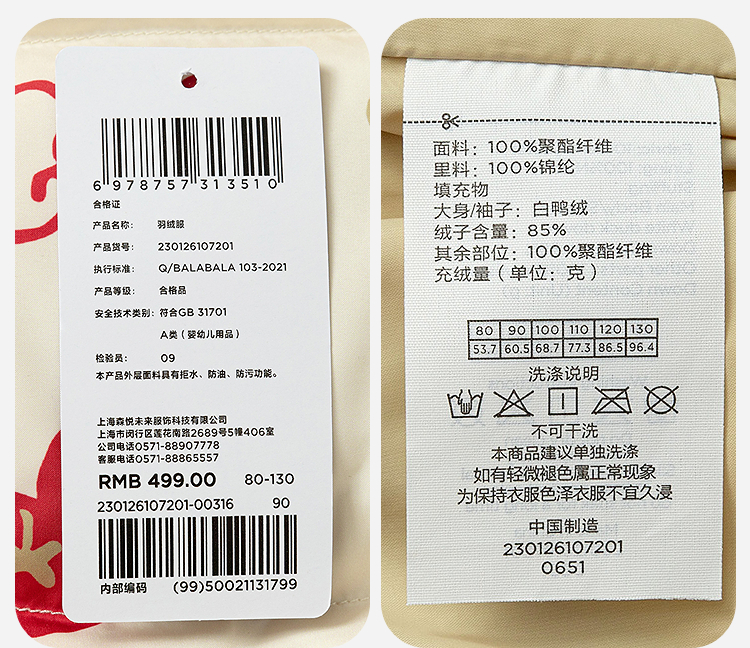 6 978757 313510
合格证
产品名称: 羽绒服
产品货号: 230126107201
执行标准: Q/BALABALA 103-2021
产品等级: 合格品
安全技术类别: 符合GB 31701
A类 (婴幼儿用品)
检验员: 09
本产品外层面料具有拒水、防油、防污功能。
上海森悦未来服饰科技有限公司
上海市闵行区莲花南路2689号5幢406室
公司电话0571-88907778
客服电话0571-88865557
RMB 499.00 80-130
230126107201-00316 90
内部编码 (99)50021131799
面料: 100%聚酯纤维
里料: 100%锦纶
填充物
大身/袖子: 白鸭绒
绒子含量: 85%
其余部位: 100%聚酯纤维
充绒量 (单位: 克)
80 90 100 110 120 130
53.7 60.5 68.7 77.3 86.5 96.4
洗涤说明
不可干洗
本商品建议单独洗涤
如有轻微褪色属正常现象
为保持衣服色泽衣服不宜久浸
中国制造
230126107201
0651